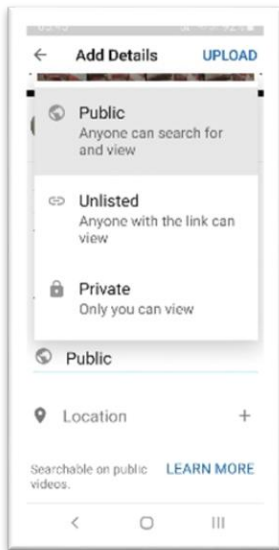 Add Details UPLOAD
Public
Anyone can search for
and view
Unlisted
Anyone with the link can
view
Private
Only you can view
Public
Location +
Searchable on public LEARN MORE
videos.